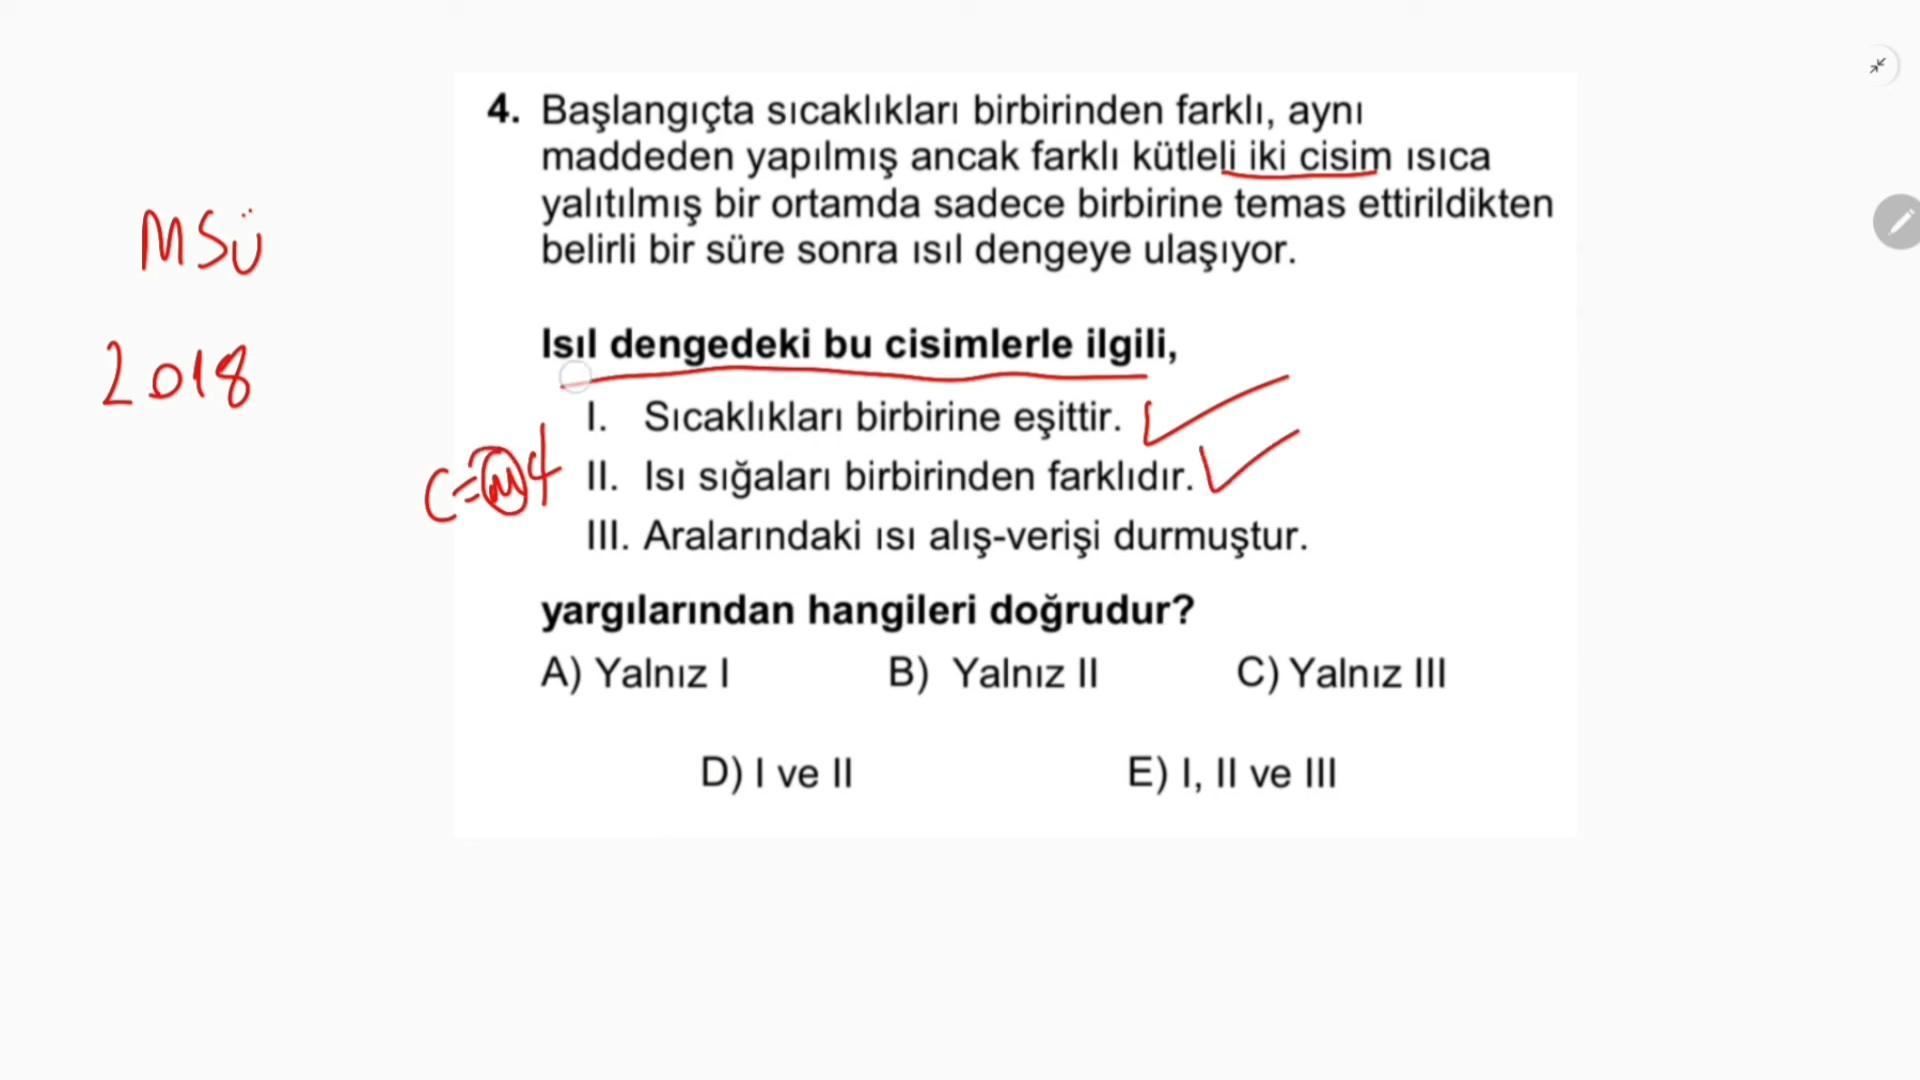 MSÜ
2018
4. Başlangıçta sıcaklıkları birbirinden farklı, aynı
maddeden yapılmış ancak farklı kütleli iki cisim ısıca
yalıtılmış bir ortamda sadece birbirine temas ettirildikten
belirli bir süre sonra ısıl dengeye ulaşıyor.
Isıl dengedeki bu cisimlerle ilgili,
I. Sıcaklıkları birbirine eşittir.
II. Isı sığaları birbirinden farklıdır.
III. Aralarındaki ısı alış-verişi durmuştur.
yargılarından hangileri doğrudur?
A) Yalnız I B) Yalnız II C) Yalnız III
D) I ve II E) I, II ve III